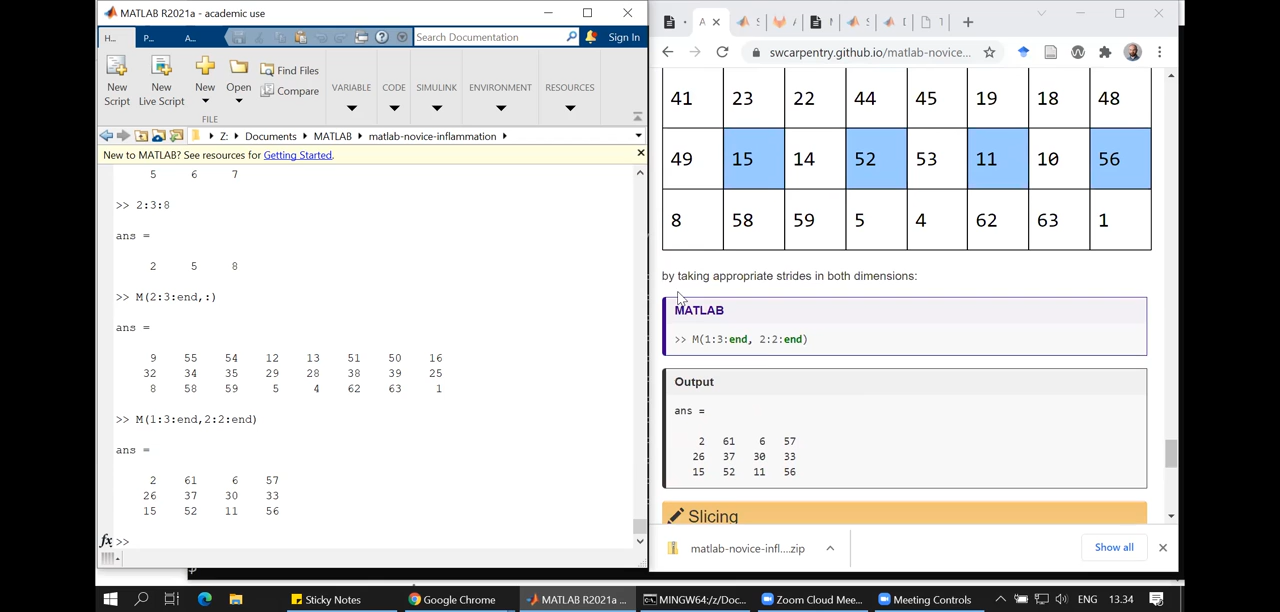 MATLAB R2021a - academic use
H... P... A... Search Documentation Sign In
New Script
New Live Script
New
Open
Find Files
Compare
FILE
VARIABLE
CODE
SIMULINK
ENVIRONMENT
RESOURCES
Z: Documents MATLAB matlab-novice-inflammation
New to MATLAB? See resources for Getting Started.
5 6 7
>> 2:3:8
ans =
2 5 8
>> M(2:3:end,:)
ans =
9 55 54 12 13 51 50 16
32 34 35 29 28 38 39 25
8 58 59 5 4 62 63 1
>> M(1:3:end,2:2:end)
ans =
2 61 6 57
26 37 30 33
15 52 11 56
fx >>
swcarpentry.github.io/matlab-novice...
41 23 22 44 45 19 18 48
49 15 14 52 53 11 10 56
8 58 59 5 4 62 63 1
by taking appropriate strides in both dimensions:
MATLAB
>> M(1:3:end, 2:2:end)
Output
ans =
2 61 6 57
26 37 30 33
15 52 11 56
Slicing
matlab-novice-infl....zip
Show all
Sticky Notes
Google Chrome
MATLAB R2021a ...
MINGW64:/z/Doc...
Zoom Cloud Mee...
Meeting Controls
ENG 13.34